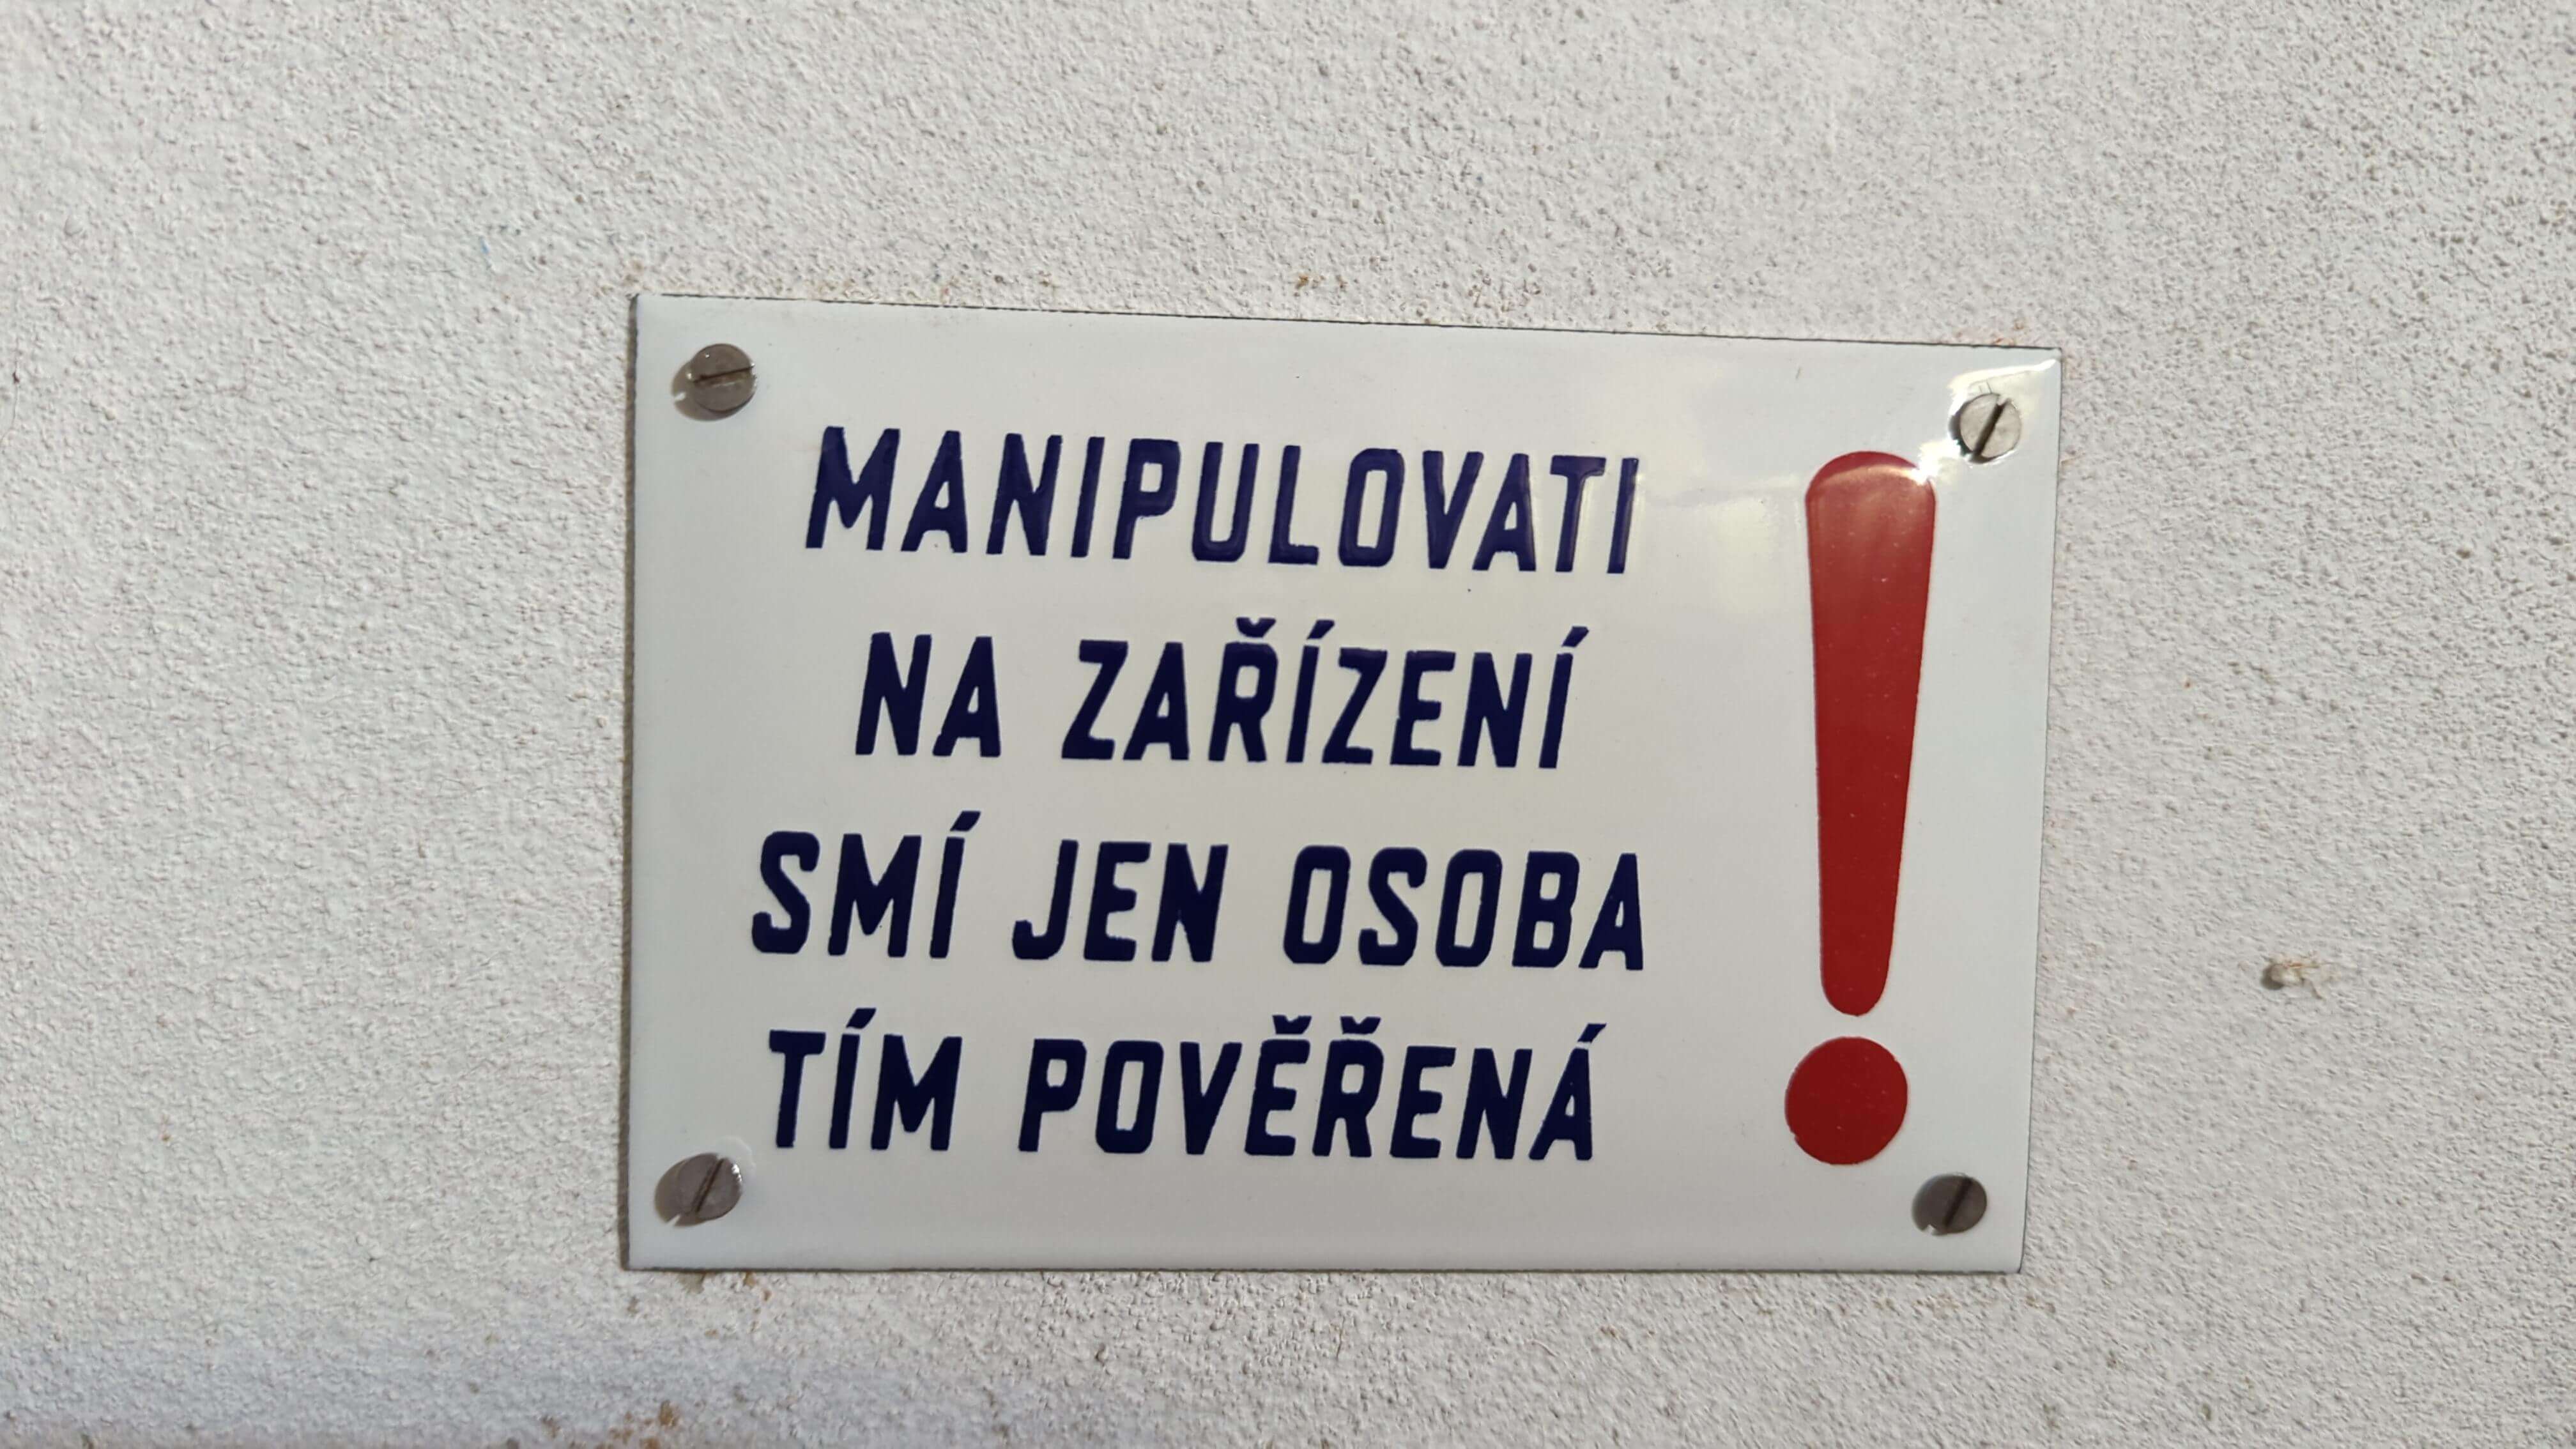 MANIPULOVATI
NA ZAŘÍZENÍ
SMÍ JEN OSOBA
TÍM POVĚŘENÁ
!